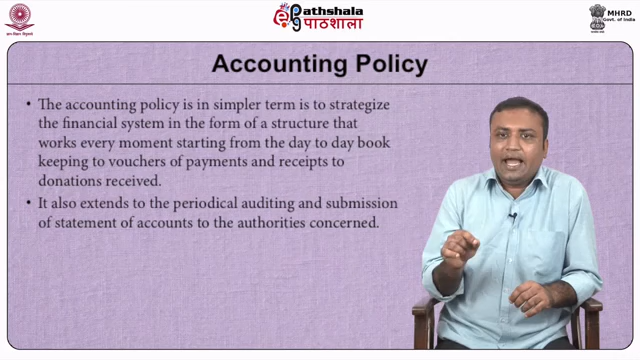 ePathshala
पाठशाला
MHRD
Govt. of India
Accounting Policy
• The accounting policy is in simpler term is to strategize
the financial system in the form of a structure that
works every moment starting from the day to day book
keeping to vouchers of payments and receipts to
donations received.
• It also extends to the periodical auditing and submission
of statement of accounts to the authorities concerned.